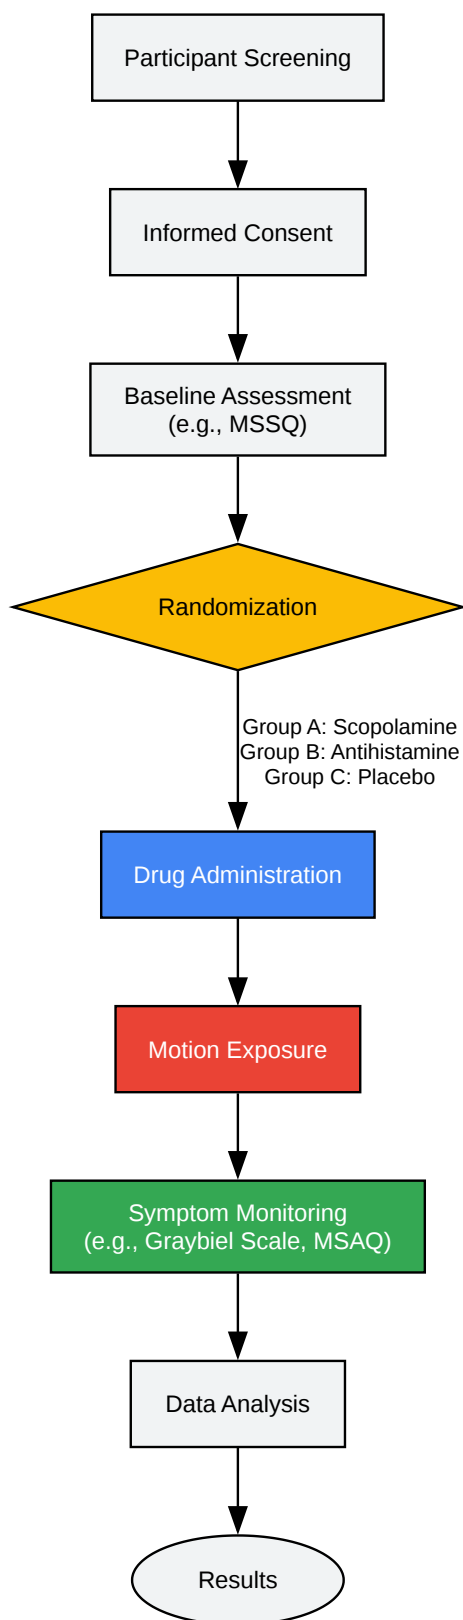 Participant Screening
Informed Consent
Baseline Assessment
(e.g., MSSQ)
Randomization
Group A: Scopolamine
Group B: Antihistamine
Group C: Placebo
Drug Administration
Motion Exposure
Symptom Monitoring
(e.g., Graybiel Scale, MSAQ)
Data Analysis
Results